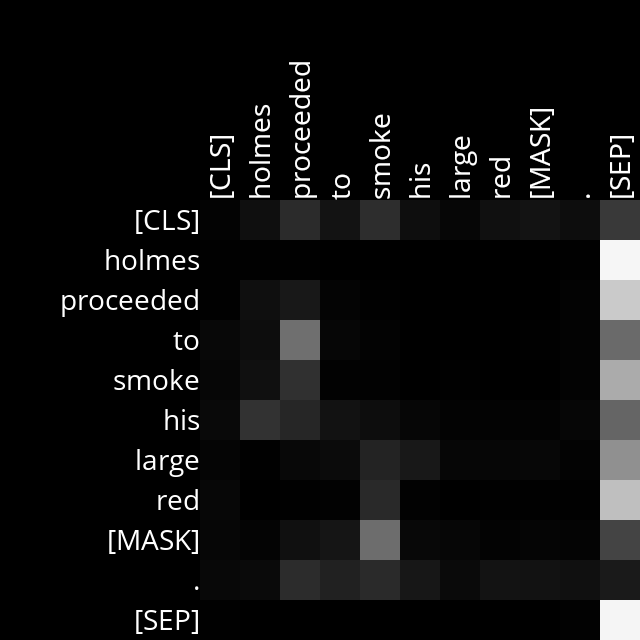 [CLS] holmes proceeded to smoke his large red [MASK] . [SEP]
[CLS]
holmes
proceeded
to
smoke
his
large
red
[MASK]
.
[SEP]